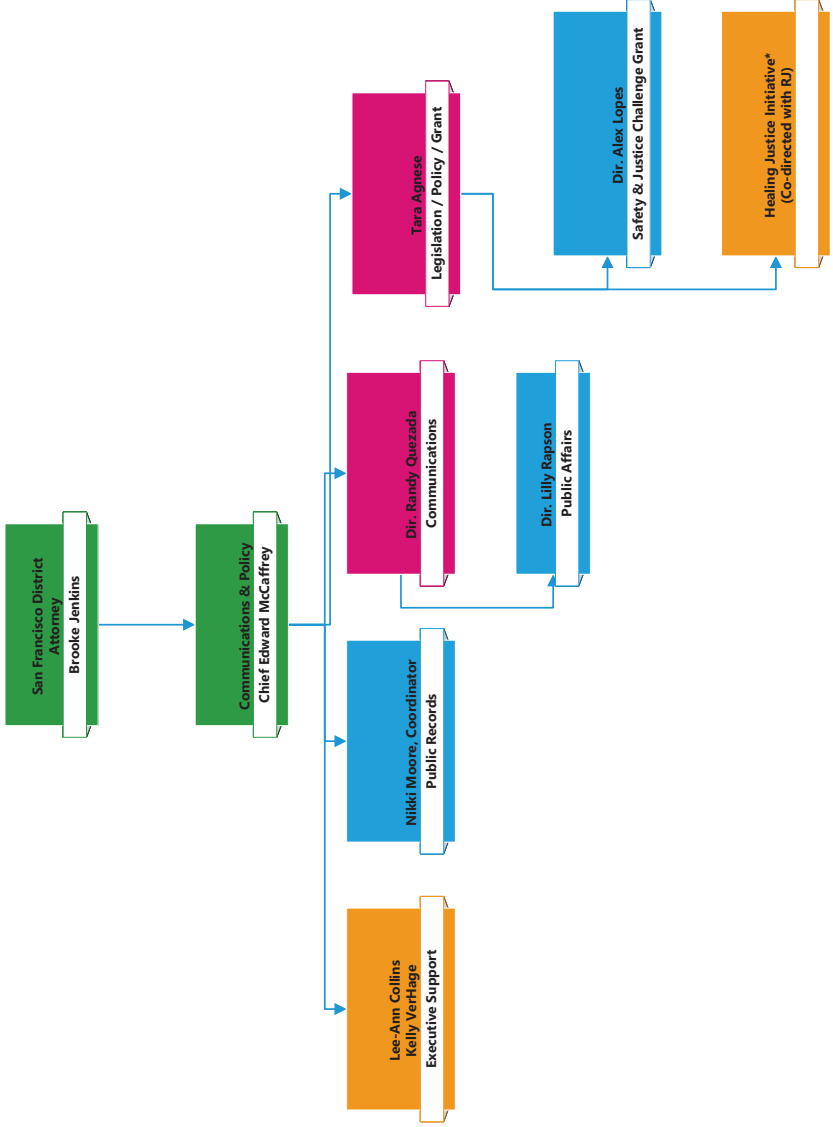 San Francisco District
Attorney
Brooke Jenkins
Communications & Policy
Chief Edward McCaffrey
Lee-Ann Collins
Kelly VerHage
Executive Support
Nikki Moore, Coordinator
Public Records
Dir. Randy Quezada
Communications
Tara Agnese
Legislation / Policy / Grant
Dir. Lilly Rapson
Public Affairs
Dir. Alex Lopes
Safety & Justice Challenge Grant
Healing Justice Initiative*
(Co-directed with RJ)